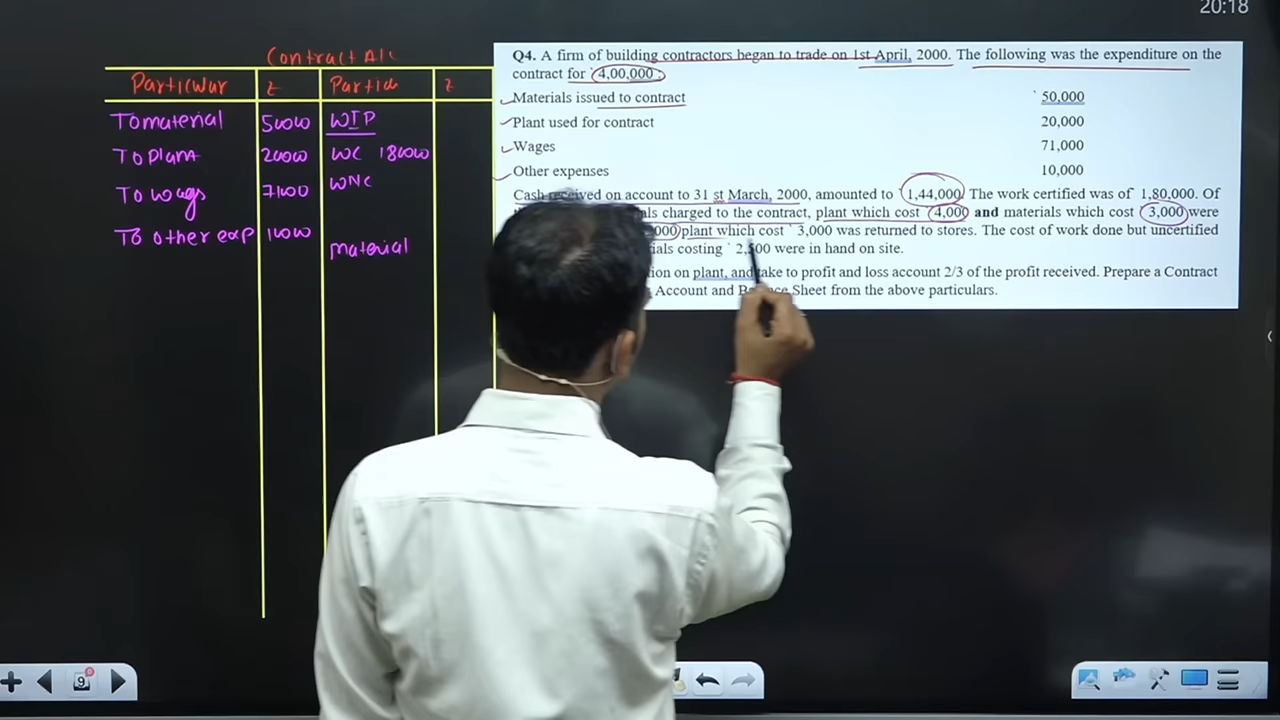 20:18
Contract A/c
Particular ₹ Particu ₹
To material 50000 WIP
To Plant 20000 WC 180000
To wages 71000 WNC
To other exp 10000
material
Q4. A firm of building contractors began to trade on 1st April, 2000. The following was the expenditure on the
contract for ` 4,00,000 .
Materials issued to contract ` 50,000
Plant used for contract 20,000
Wages 71,000
Other expenses 10,000
Cash received on account to 31 st March, 2000, amounted to ` 1,44,000. The work certified was of 1,80,000. Of
ls charged to the contract, plant which cost ` 4,000 and materials which cost 3,000 were
000 plant which cost ` 3,000 was returned to stores. The cost of work done but uncertified
ials costing ` 2,500 were in hand on site.
ion on plant, and take to profit and loss account 2/3 of the profit received. Prepare a Contract
Account and Sheet from the above particulars.
9